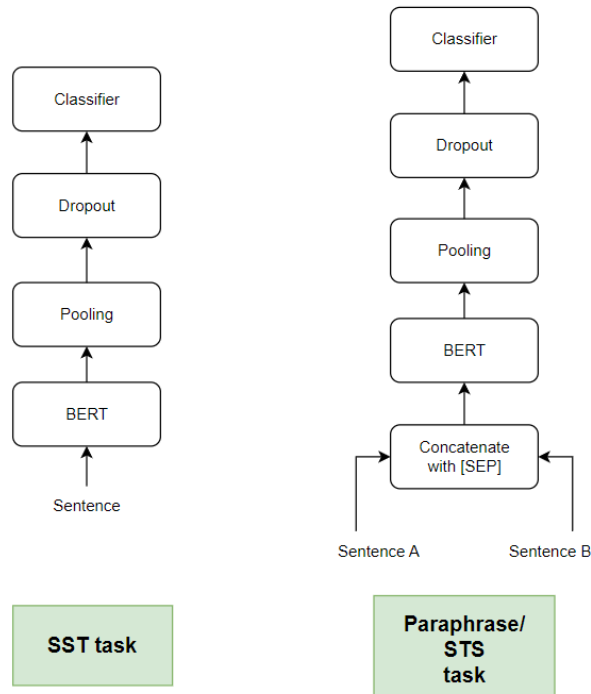 Classifier
Dropout
Pooling
BERT
Sentence
SST task
Classifier
Dropout
Pooling
BERT
Concatenate
with [SEP]
Sentence A
Sentence B
Paraphrase/
STS
task